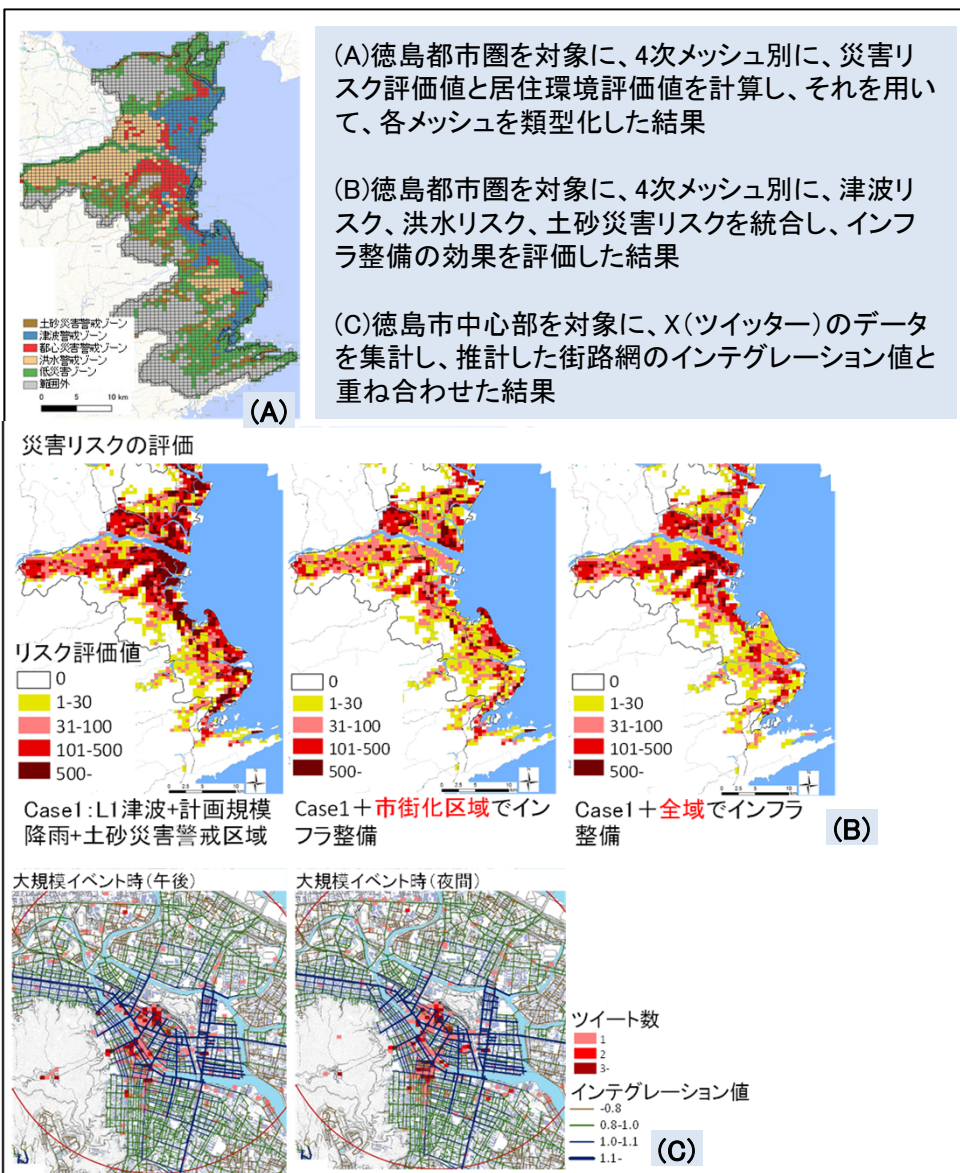 (A)徳島都市圏を対象に、4次メッシュ別に、災害リ
スク評価値と居住環境評価値を計算し、それを用い
て、各メッシュを類型化した結果
(B)徳島都市圏を対象に、4次メッシュ別に、津波リ
スク、洪水リスク、土砂災害リスクを統合し、インフ
ラ整備の効果を評価した結果
(C)徳島市中心部を対象に、X(ツイッター)のデータ
を集計し、推計した街路網のインテグレーション値と
重ね合わせた結果
土砂災害警戒ゾーン
津波警戒ゾーン
都心災害警戒ゾーン
洪水警戒ゾーン
低災害ゾーン
範囲外
0 5 10 km
(A)
災害リスクの評価
リスク評価値
0
1-30
31-100
101-500
500-
Case1:L1津波+計画規模
降雨+土砂災害警戒区域
0
1-30
31-100
101-500
500-
Case1+市街化区域でイン
フラ整備
0
1-30
31-100
101-500
500-
Case1+全域でインフラ
整備
(B)
大規模イベント時(午後)
大規模イベント時(夜間)
ツイート数
1
2
3-
インテグレーション値
-0.8
0.8-1.0
1.0-1.1
1.1-
(C)